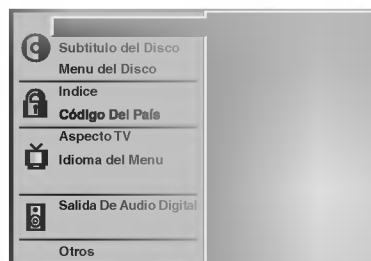 Subtitulo del Disco
Menu del Disco
Indice
Código Del País
Aspecto TV
Idioma del Menu
Salida De Audio Digital
Otros